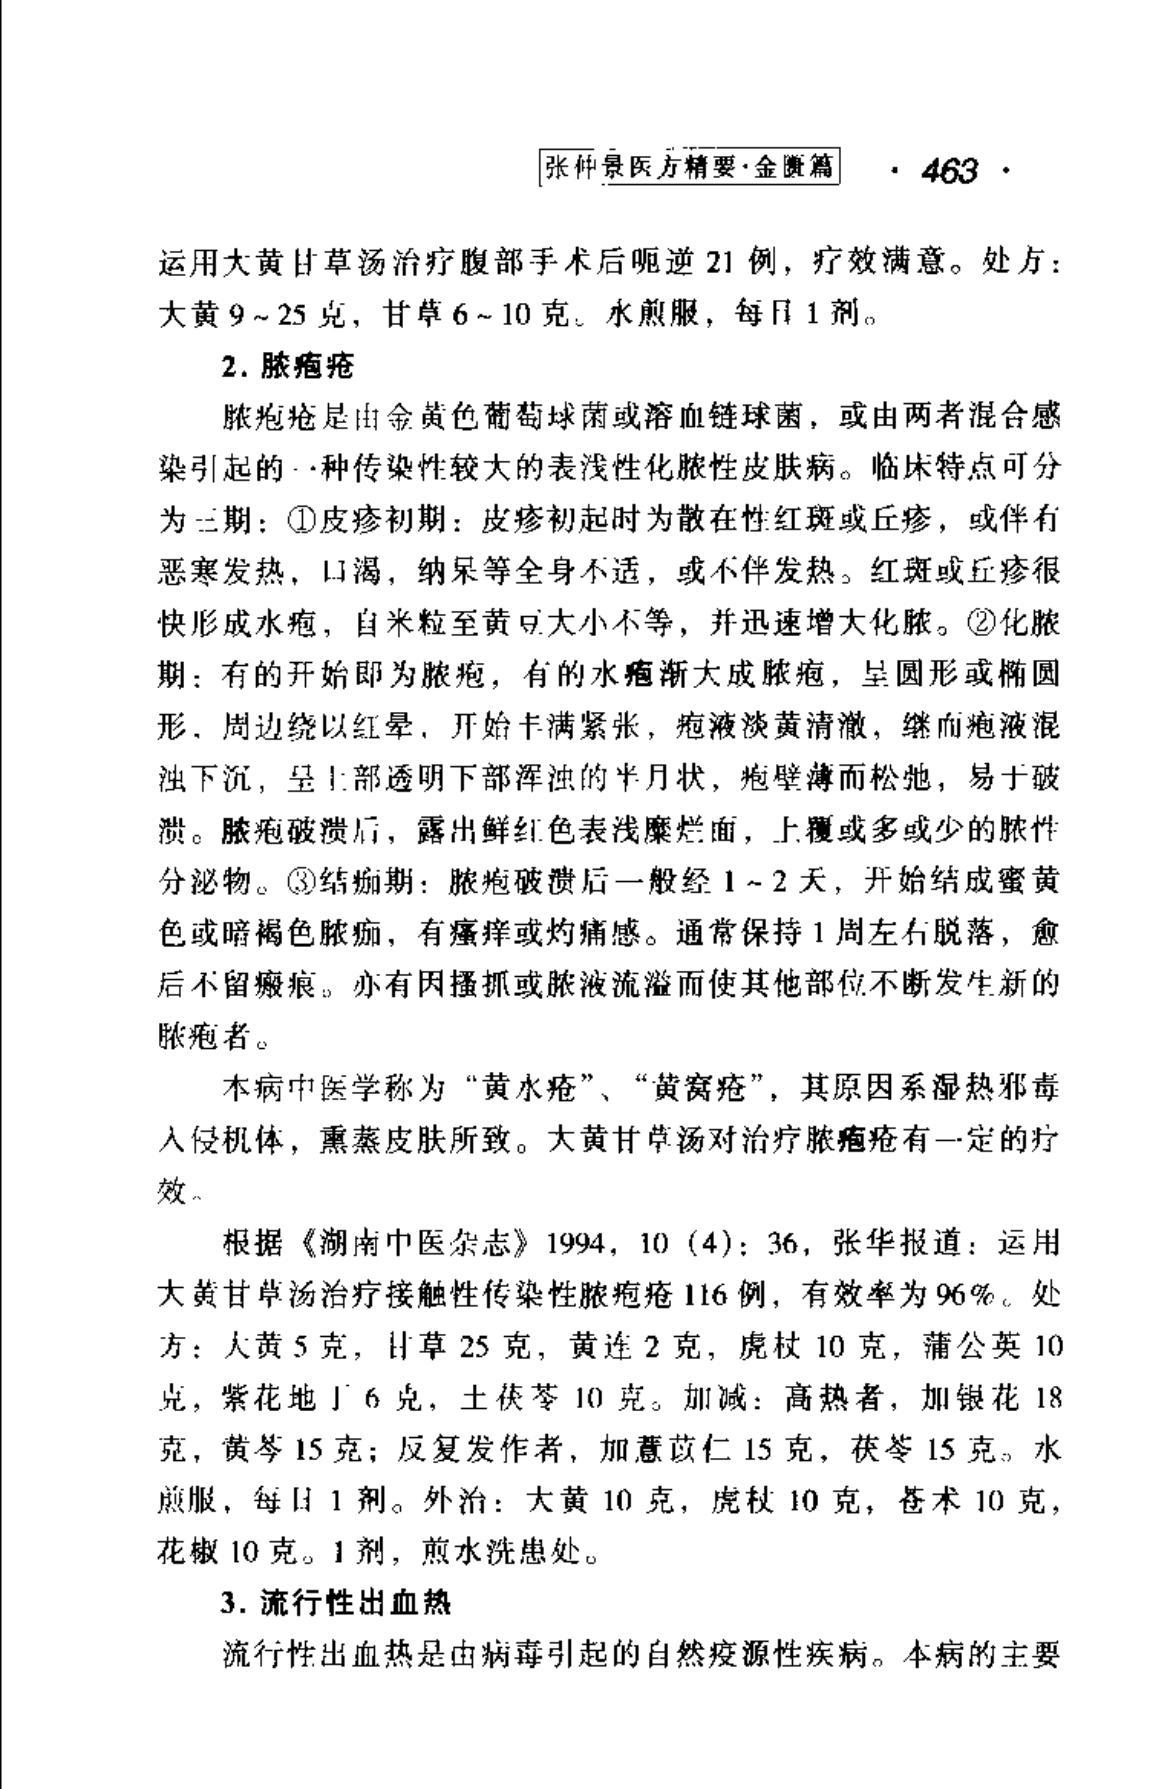 张仲景医方精要·金匮篇 · 463 ·
运用大黄甘草汤治疗腹部手术后呃逆 21 例，疗效满意。处方：
大黄 9 ~ 25 克，甘草 6 ~ 10 克。水煎服，每日 1 剂。
2. 脓疱疮
脓疱疮是由金黄色葡萄球菌或溶血链球菌，或由两者混合感
染引起的一种传染性较大的表浅性化脓性皮肤病。临床特点可分
为三期：①皮疹初期：皮疹初起时为散在性红斑或丘疹，或伴有
恶寒发热，口渴，纳呆等全身不适，或不伴发热。红斑或丘疹很
快形成水疱，自米粒至黄豆大小不等，并迅速增大化脓。②化脓
期：有的开始即为脓疱，有的水疱渐大成脓疱，呈圆形或椭圆
形，周边绕以红晕，开始丰满紧张，疱液淡黄清澈，继而疱液混
浊下沉，呈上部透明下部浑浊的半月状，疱壁薄而松弛，易于破
溃。脓疱破溃后，露出鲜红色表浅糜烂面，上覆或多或少的脓性
分泌物。③结痂期：脓疱破溃后一般经 1 ~ 2 天，开始结成蜜黄
色或暗褐色脓痂，有瘙痒或灼痛感。通常保持 1 周左右脱落，愈
后不留瘢痕。亦有因搔抓或脓液流溢而使其他部位不断发生新的
脓疱者。
本病中医学称为“黄水疮”、“黄窝疮”，其原因系湿热邪毒
入侵机体，熏蒸皮肤所致。大黄甘草汤对治疗脓疱疮有一定的疗
效。
根据《湖南中医杂志》1994，10（4）：36，张华报道：运用
大黄甘草汤治疗接触性传染性脓疱疮 116 例，有效率为 96%。处
方：大黄 5 克，甘草 25 克，黄连 2 克，虎杖 10 克，蒲公英 10
克，紫花地丁 6 克，土茯苓 10 克。加减：高热者，加银花 18
克，黄芩 15 克；反复发作者，加薏苡仁 15 克，茯苓 15 克。水
煎服，每日 1 剂。外治：大黄 10 克，虎杖 10 克，苍术 10 克，
花椒 10 克。1 剂，煎水洗患处。
3. 流行性出血热
流行性出血热是由病毒引起的自然疫源性疾病。本病的主要